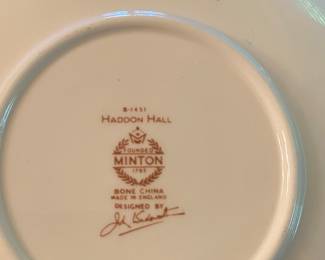 B-1451
HADDON HALL
FOUNDED
MINTON
1793
BONE CHINA
MADE IN ENGLAND
DESIGNED BY